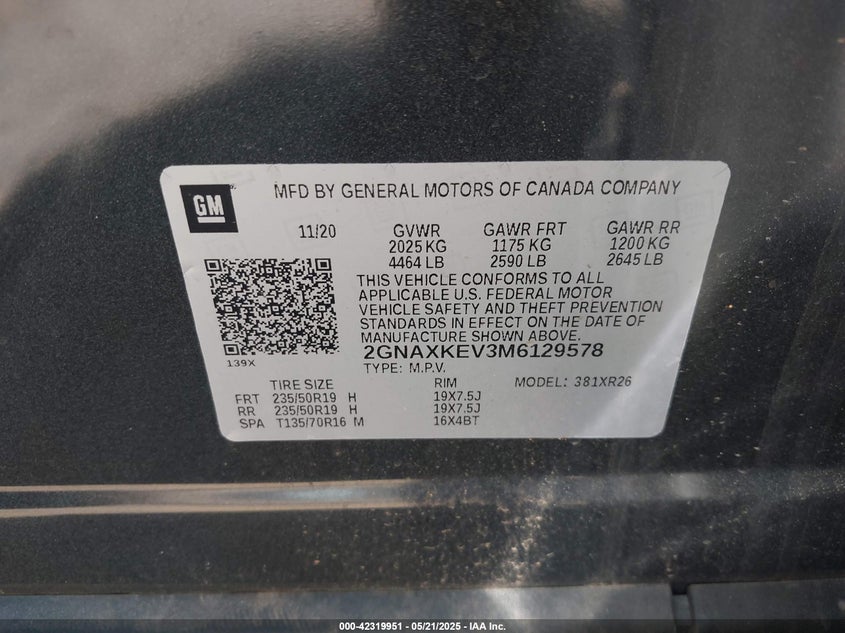 GM
MFD BY GENERAL MOTORS OF CANADA COMPANY
11/20 GVWR GAWR FRT GAWR RR
2025 KG 1175 KG 1200 KG
4464 LB 2590 LB 2645 LB
THIS VEHICLE CONFORMS TO ALL
APPLICABLE U.S. FEDERAL MOTOR
VEHICLE SAFETY AND THEFT PREVENTION
STANDARDS IN EFFECT ON THE DATE OF
MANUFACTURE SHOWN ABOVE.
139X
2GNAXKEV3M6129578
TYPE: M.P.V. MODEL: 381XR26
TIRE SIZE RIM
FRT 235/50R19 H 19X7.5J
RR 235/50R19 H 19X7.5J
SPA T135/70R16 M 16X4BT
000-42319951 - 05/21/2025 - IAA Inc.